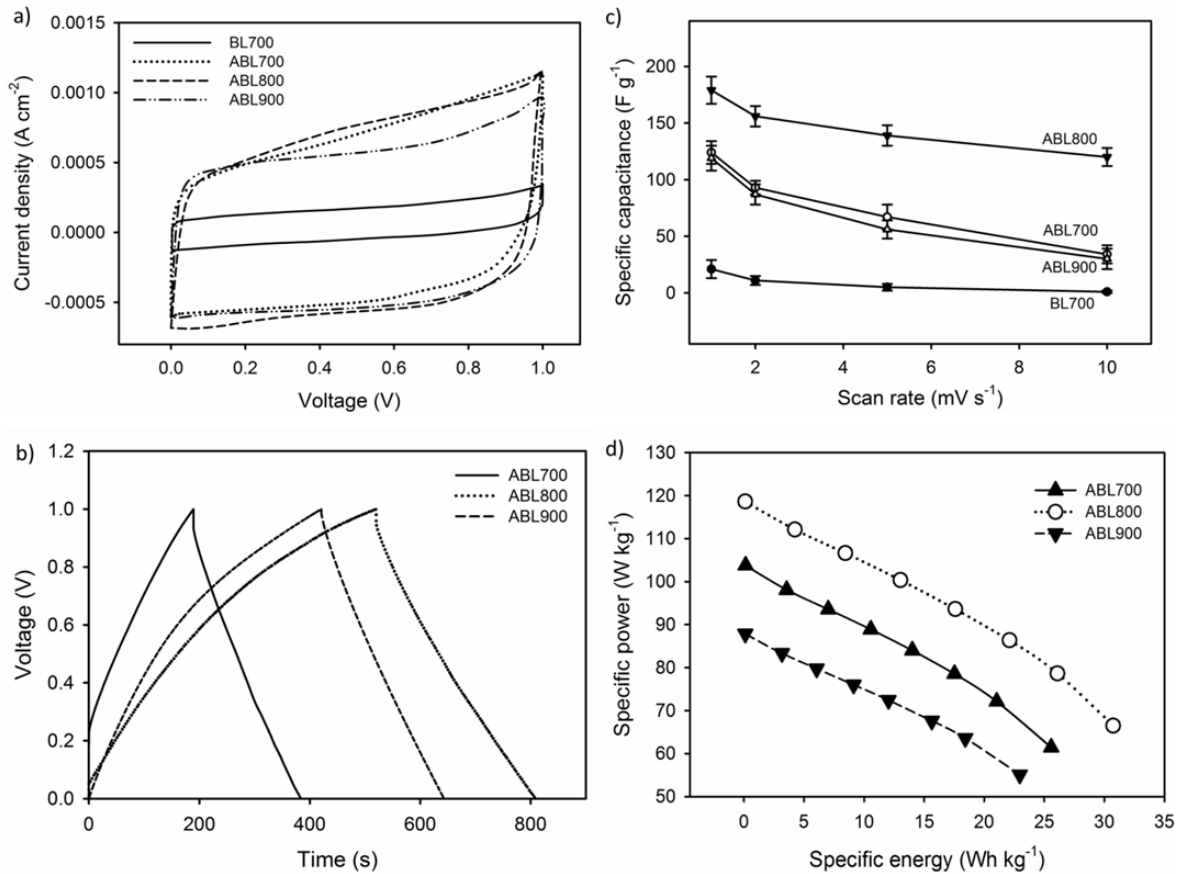 a)
0.0015
0.0010
0.0005
0.0000
-0.0005
Current density (A cm⁻²)
BL700
ABL700
ABL800
ABL900
0.0 0.2 0.4 0.6 0.8 1.0
Voltage (V)
c)
200
150
100
50
0
Specific capacitance (F g⁻¹)
ABL800
ABL700
ABL900
BL700
2 4 6 8 10
Scan rate (mV s⁻¹)
b)
1.2
1.0
0.8
0.6
0.4
0.2
0.0
Voltage (V)
ABL700
ABL800
ABL900
0 200 400 600 800
Time (s)
d)
130
120
110
100
90
80
70
60
50
Specific power (W kg⁻¹)
ABL700
ABL800
ABL900
0 5 10 15 20 25 30 35
Specific energy (Wh kg⁻¹)